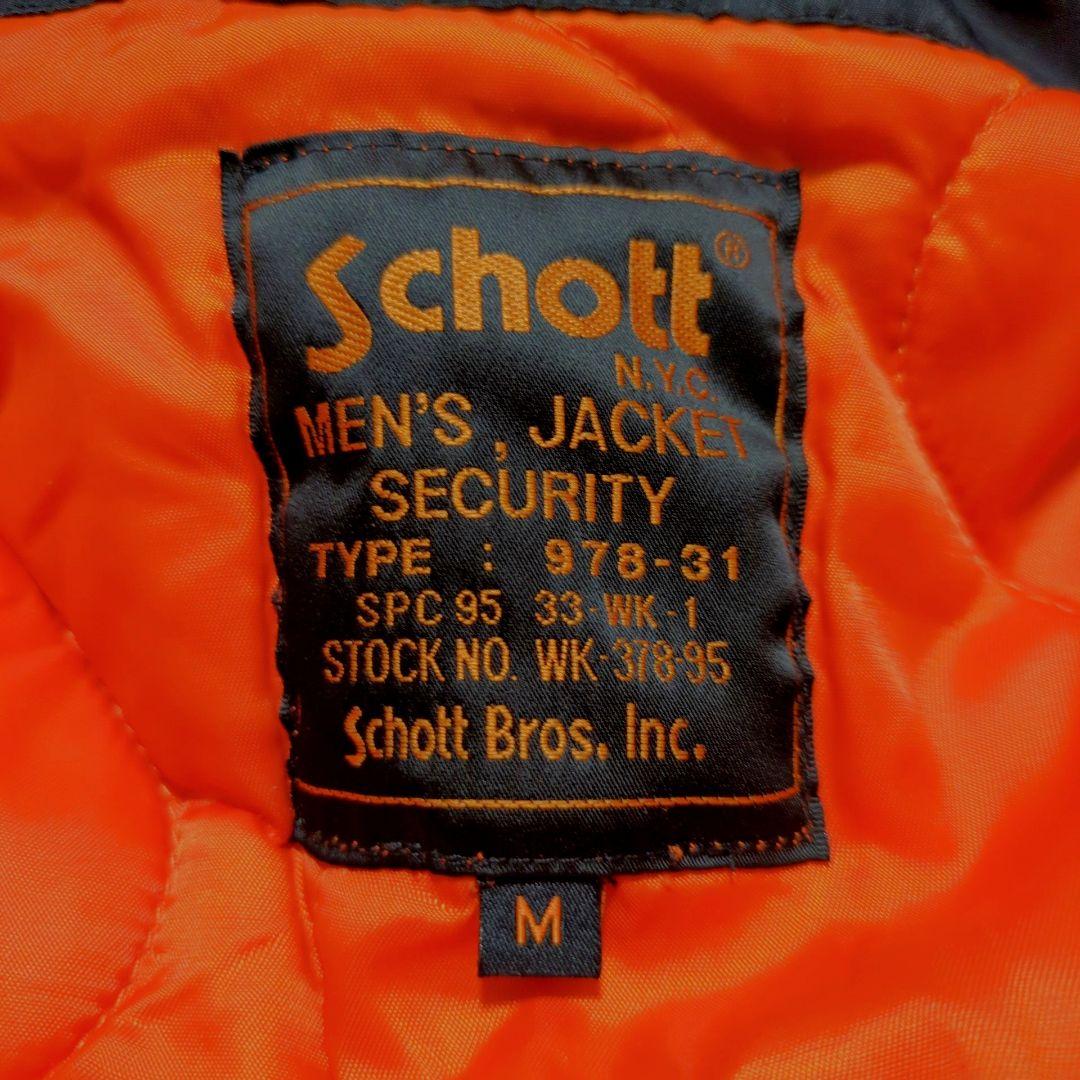 Schott®
N.Y.C.
MEN'S, JACKET
SECURITY
TYPE : 978-31
SPC 95 33-WK-1
STOCK NO. WK-378-95
Schott Bros. Inc.
M